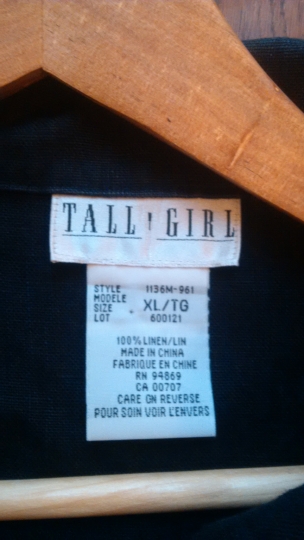 TALL GIRL
STYLE 1136M-961
MODELE
SIZE XL/TG
LOT 600121
100% LINEN/LIN
MADE IN CHINA
FABRIQUE EN CHINE
RN 94869
CA 00707
CARE ON REVERSE
POUR SOIN VOIR L'ENVERS